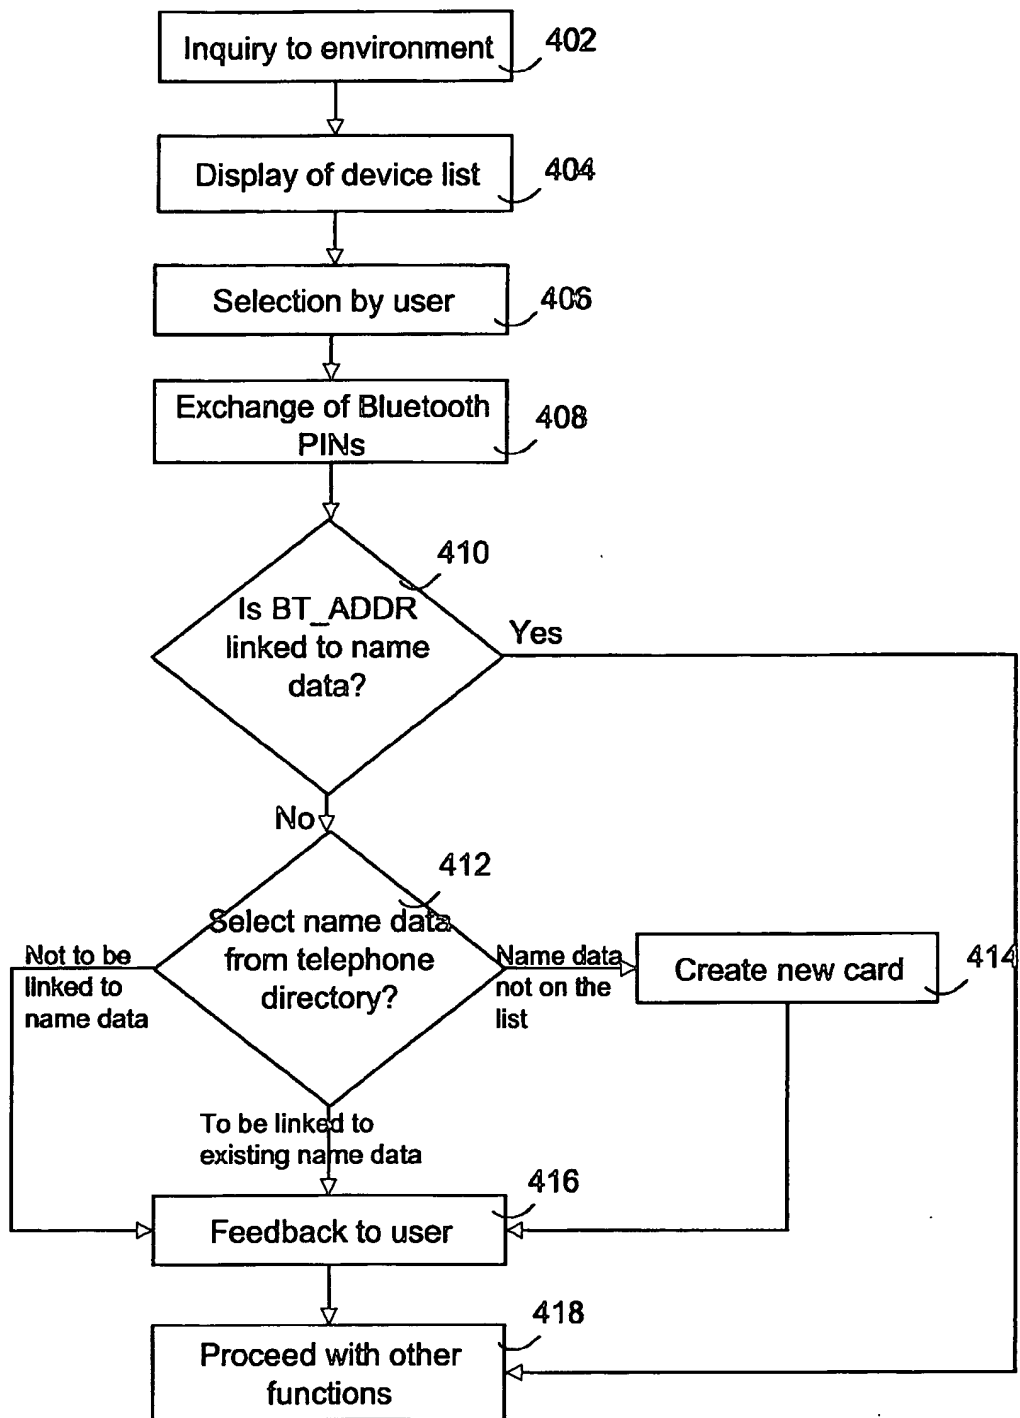 Inquiry to environment
402
Display of device list
404
Selection by user
406
Exchange of Bluetooth
PINs
408
410
Is BT_ADDR
linked to name
data?
Yes
No
412
Select name data
from telephone
directory?
Not to be
linked to
name data
Name data
not on the
list
Create new card
414
To be linked to
existing name data
416
Feedback to user
418
Proceed with other
functions